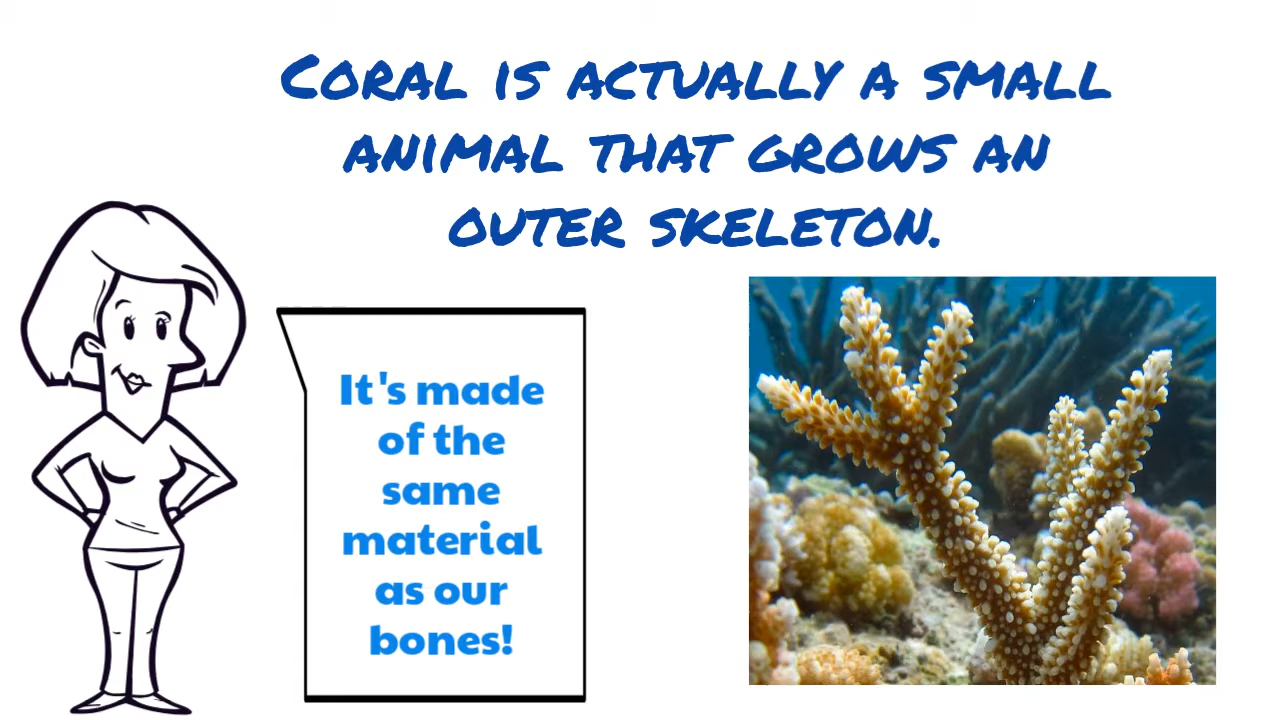 Coral is actually a small
animal that grows an
outer skeleton.
It's made
of the
same
material
as our
bones!